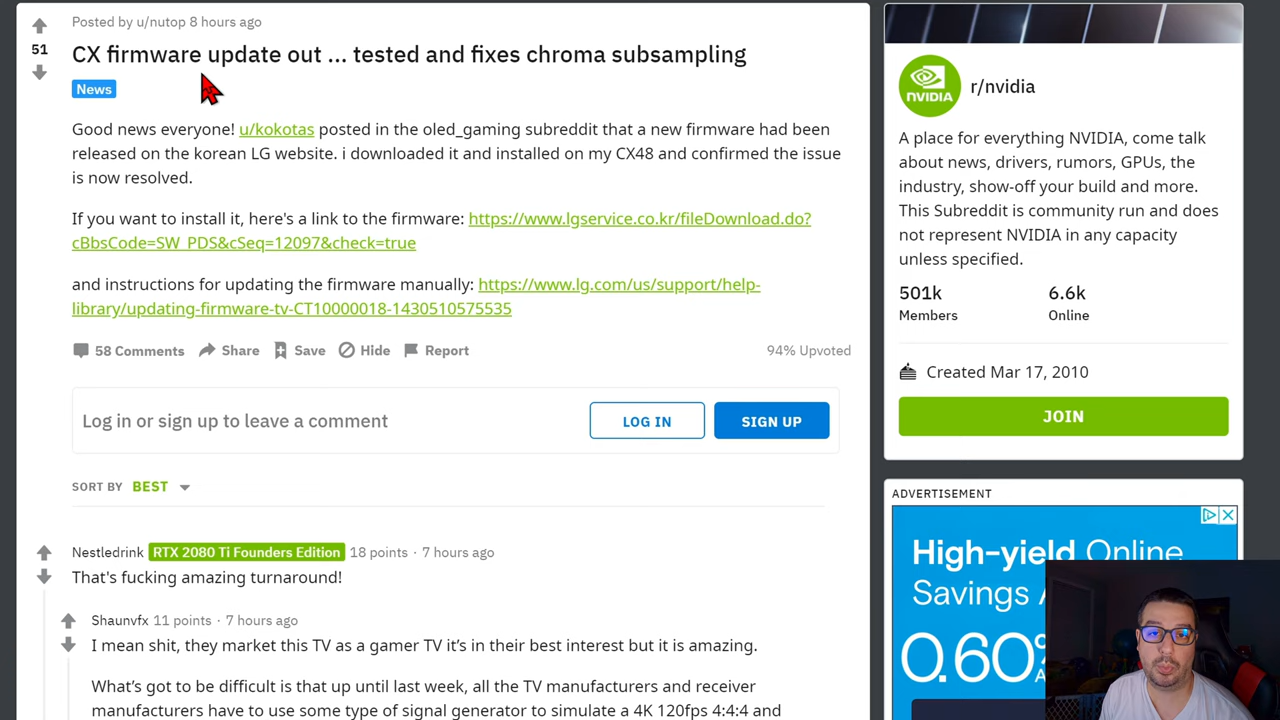 Posted by u/nutop 8 hours ago
51
CX firmware update out ... tested and fixes chroma subsampling
News
Good news everyone! u/kokotas posted in the oled_gaming subreddit that a new firmware had been
released on the korean LG website. i downloaded it and installed on my CX48 and confirmed the issue
is now resolved.
If you want to install it, here's a link to the firmware: https://www.lgservice.co.kr/fileDownload.do?
cBbsCode=SW_PDS&cSeq=12097&check=true
and instructions for updating the firmware manually: https://www.lg.com/us/support/help-
library/updating-firmware-tv-CT10000018-1430510575535
58 Comments Share Save Hide Report 94% Upvoted
Log in or sign up to leave a comment LOG IN SIGN UP
SORT BY BEST
Nestledrink RTX 2080 Ti Founders Edition 18 points · 7 hours ago
That's fucking amazing turnaround!
Shaunvfx 11 points · 7 hours ago
I mean shit, they market this TV as a gamer TV it's in their best interest but it is amazing.
What's got to be difficult is that up until last week, all the TV manufacturers and receiver
manufacturers have to use some type of signal generator to simulate a 4K 120fps 4:4:4 and
NVIDIA
r/nvidia
A place for everything NVIDIA, come talk
about news, drivers, rumors, GPUs, the
industry, show-off your build and more.
This Subreddit is community run and does
not represent NVIDIA in any capacity
unless specified.
501k 6.6k
Members Online
Created Mar 17, 2010
JOIN
ADVERTISEMENT
High-yield Online
Savings
0.60%